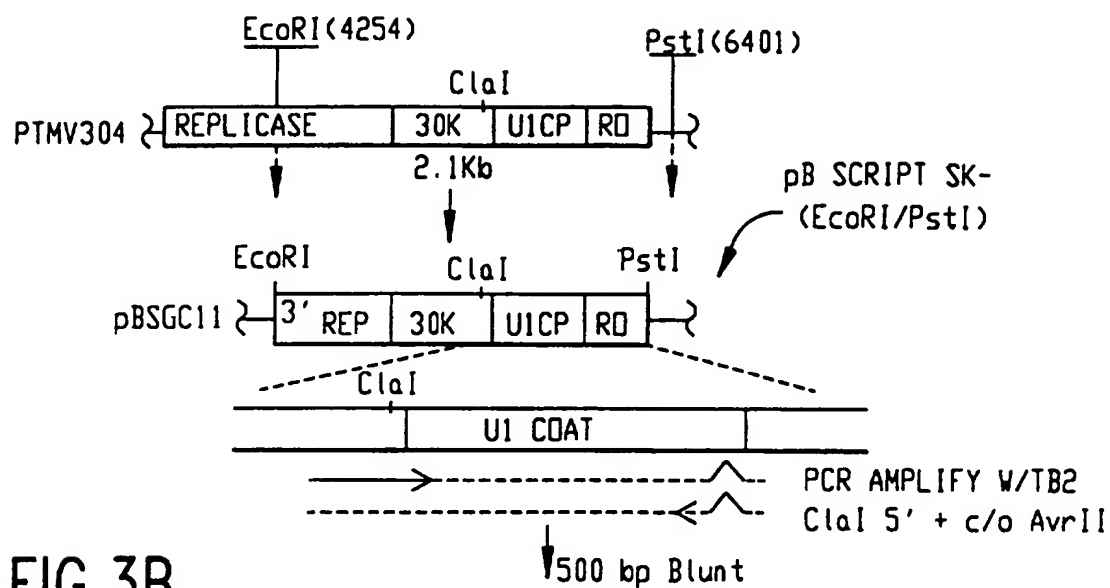 EcoRI(4254)
PstI(6401)
ClaI
PTMV304
REPLICASE
30K
U1CP
RO
2.1Kb
pB SCRIPT SK-
(EcoRI/PstI)
EcoRI
ClaI
PstI
pBSGC11
3' REP
30K
U1CP
RO
ClaI
U1 COAT
PCR AMPLIFY W/TB2
ClaI 5' + c/o AvrII
500 bp Blunt
FIG. 3B